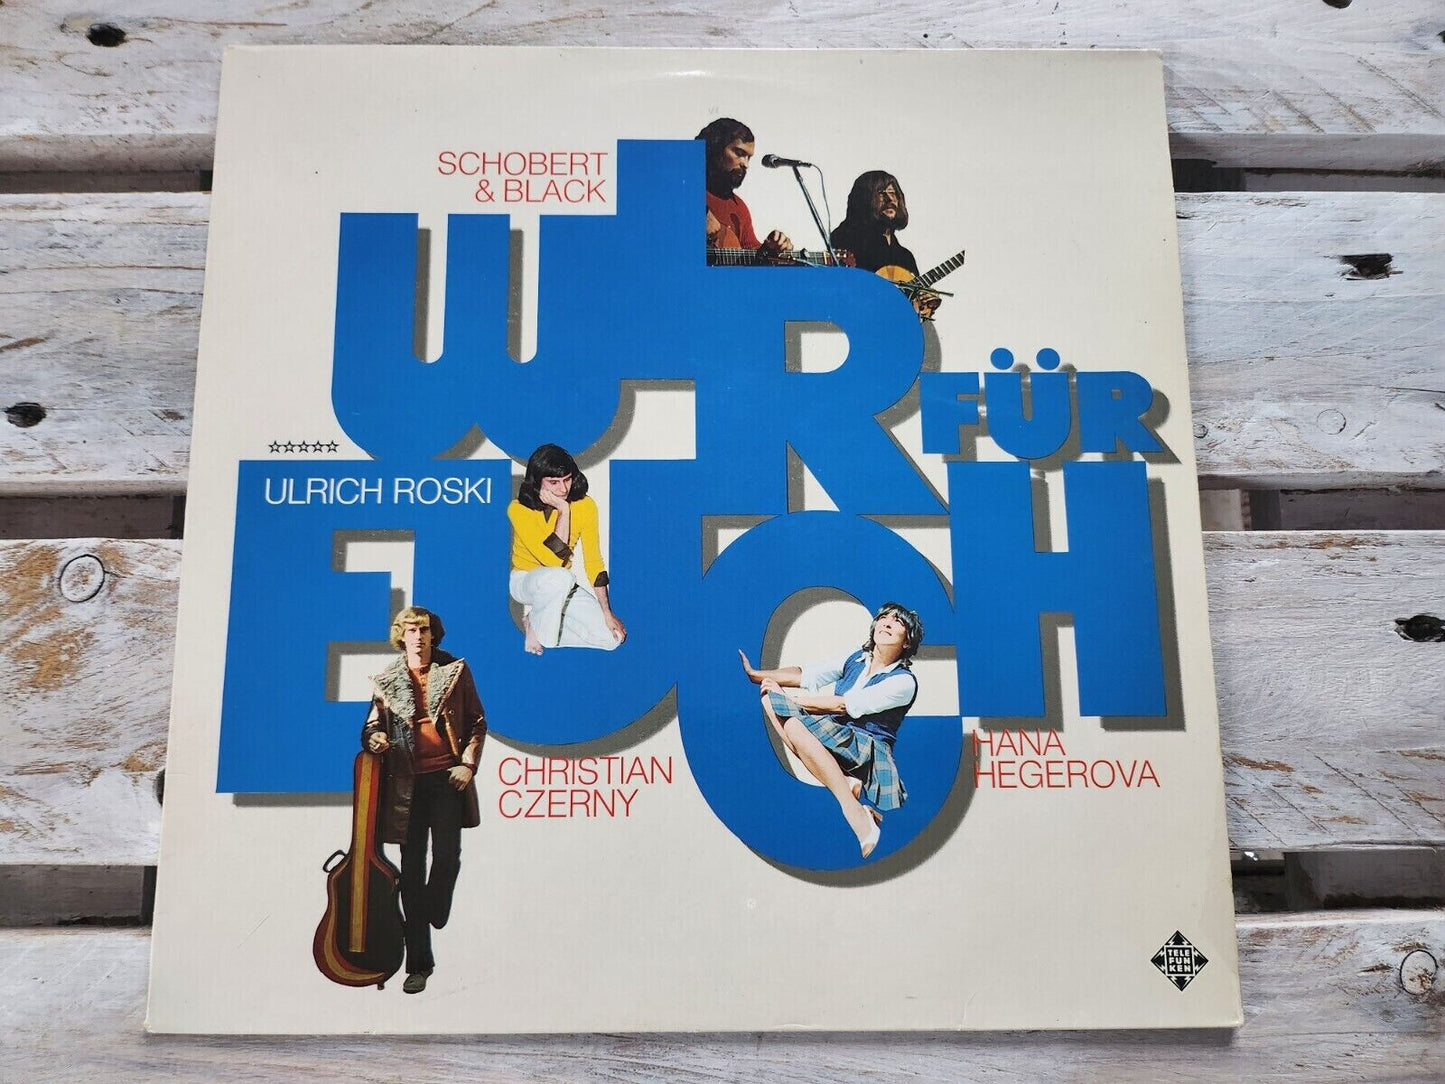 SCHOBERT
& BLACK
WIR
FÜR
☆☆☆☆☆
ULRICH ROSKI
EUCH
CHRISTIAN
CZERNY
HANA
HEGEROVA
TELE
FUN
KEN